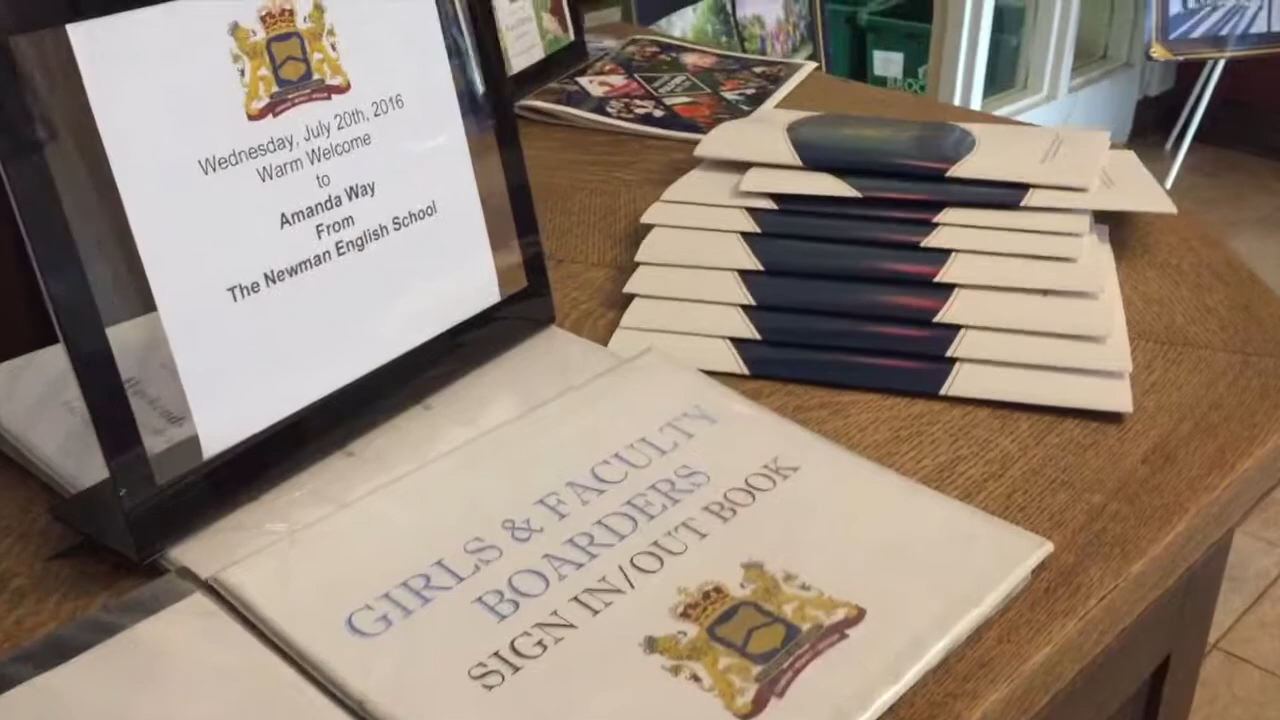 Wednesday, July 20th, 2016
Warm Welcome
to
Amanda Way
From
The Newman English School
GIRLS & FACULTY
BOARDERS
SIGN IN/OUT BOOK